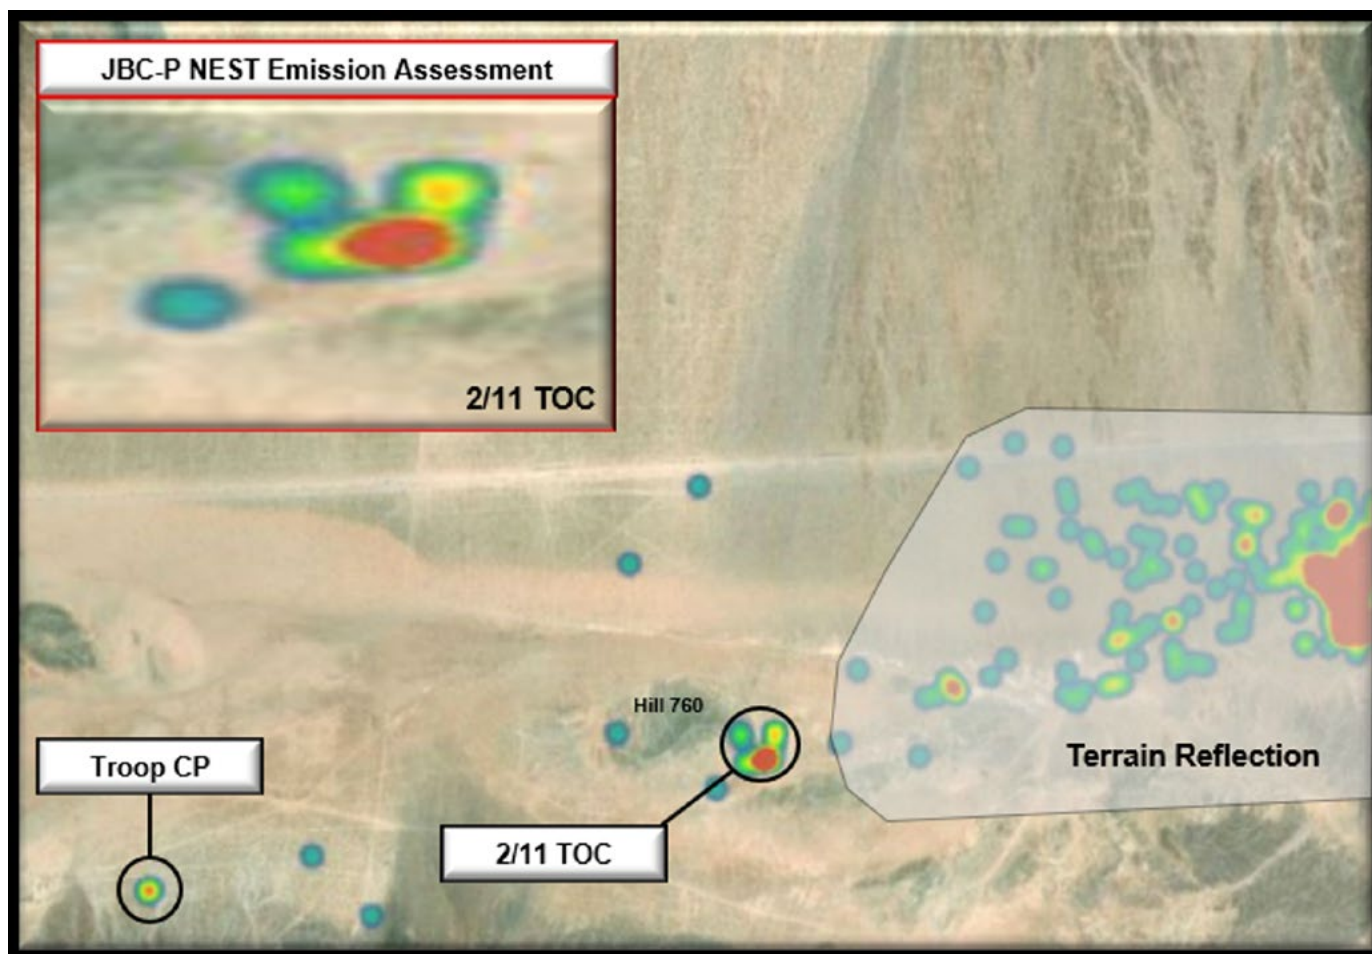 JBC-P NEST Emission Assessment
2/11 TOC
Hill 760
Troop CP
Terrain Reflection
2/11 TOC